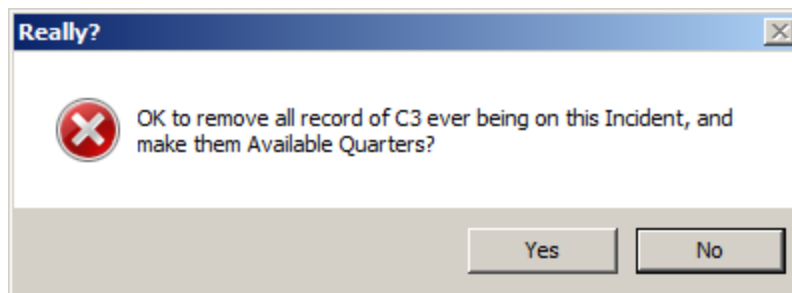 Really?
OK to remove all record of C3 ever being on this Incident, and
make them Available Quarters?
Yes No